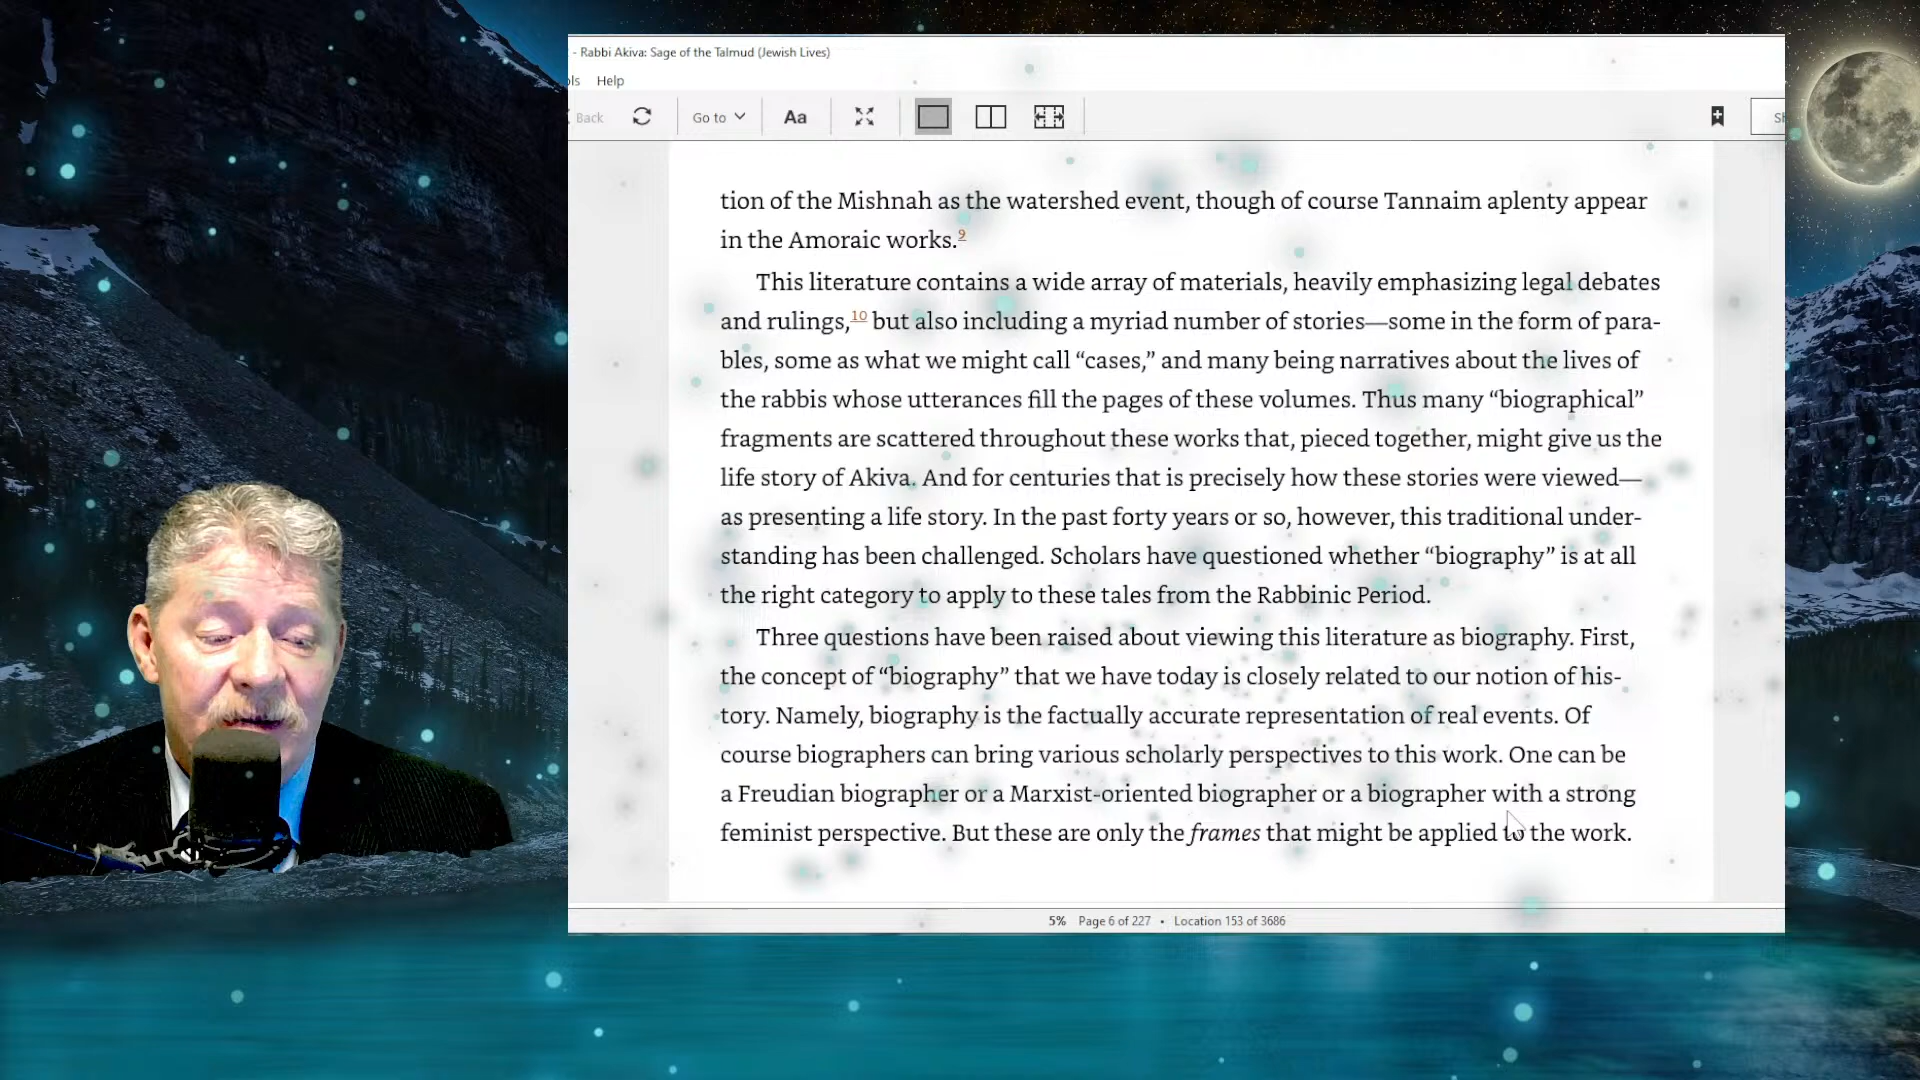 - Rabbi Akiva: Sage of the Talmud (Jewish Lives)
Help
Back Go to Aa
tion of the Mishnah as the watershed event, though of course Tannaim aplenty appear
in the Amoraic works.9
This literature contains a wide array of materials, heavily emphasizing legal debates
and rulings,10 but also including a myriad number of stories—some in the form of para-
bles, some as what we might call “cases,” and many being narratives about the lives of
the rabbis whose utterances fill the pages of these volumes. Thus many “biographical”
fragments are scattered throughout these works that, pieced together, might give us the
life story of Akiva. And for centuries that is precisely how these stories were viewed—
as presenting a life story. In the past forty years or so, however, this traditional under-
standing has been challenged. Scholars have questioned whether “biography” is at all
the right category to apply to these tales from the Rabbinic Period.
Three questions have been raised about viewing this literature as biography. First,
the concept of “biography” that we have today is closely related to our notion of his-
tory. Namely, biography is the factually accurate representation of real events. Of
course biographers can bring various scholarly perspectives to this work. One can be
a Freudian biographer or a Marxist-oriented biographer or a biographer with a strong
feminist perspective. But these are only the frames that might be applied to the work.
5% Page 6 of 227 • Location 153 of 3686